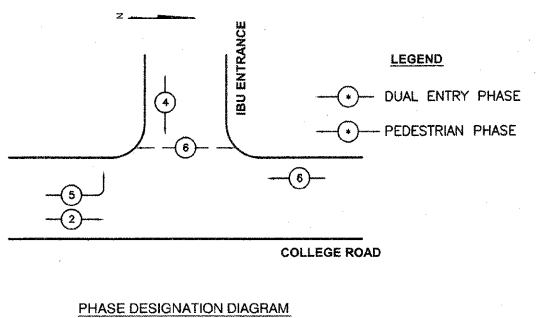 Z
IBU ENTRANCE
LEGEND
* DUAL ENTRY PHASE
* PEDESTRIAN PHASE
4
6
6
5
2
COLLEGE ROAD
PHASE DESIGNATION DIAGRAM